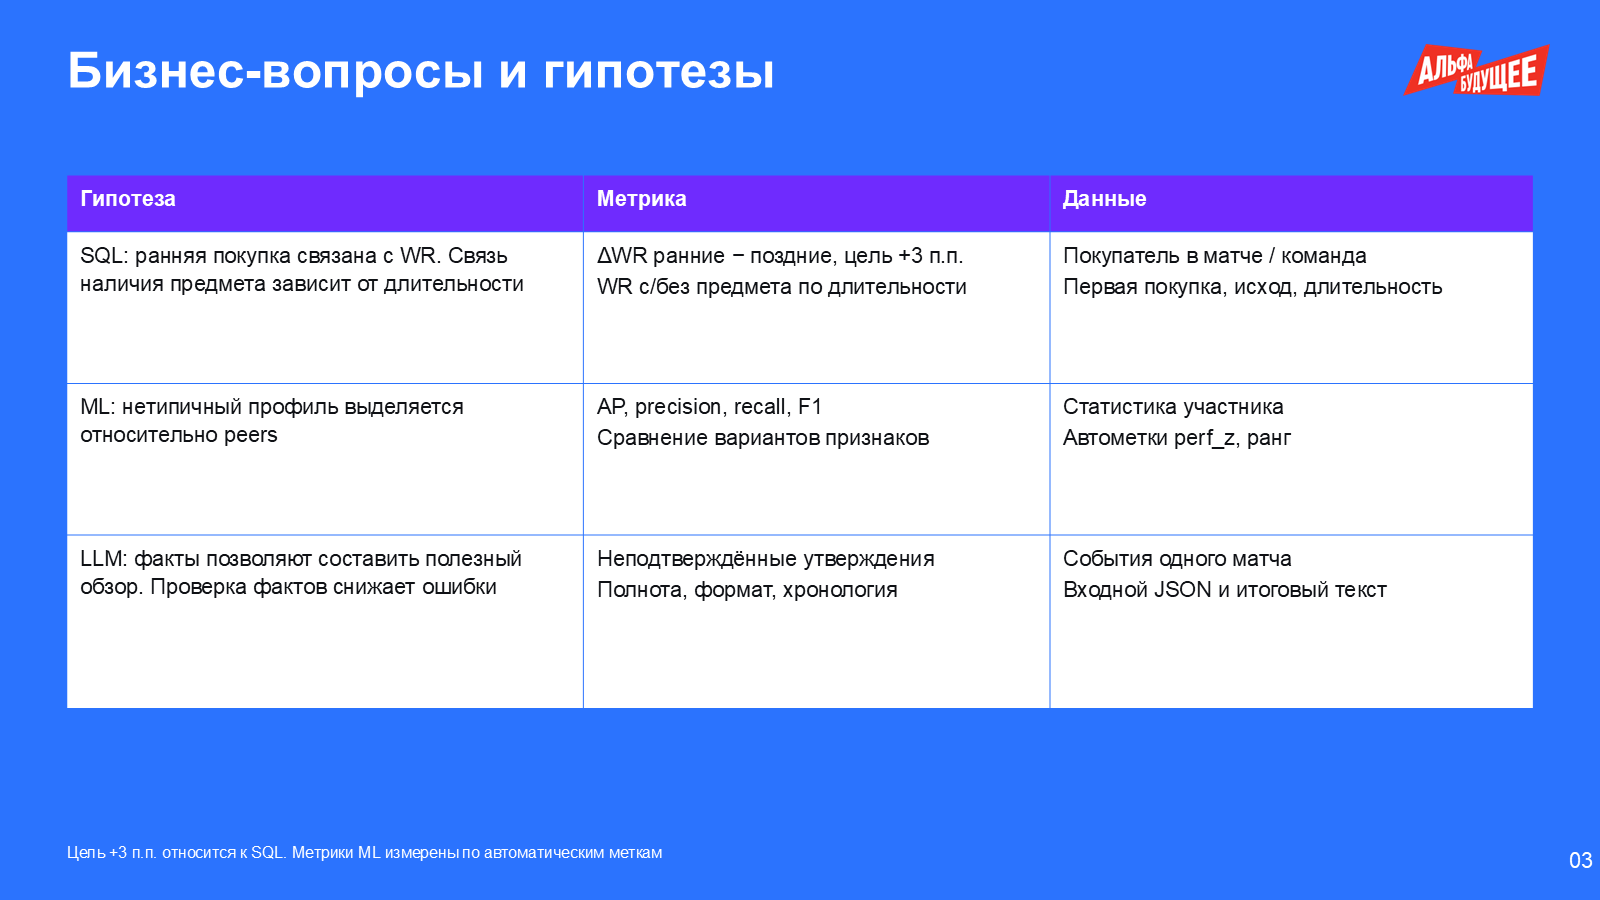 Бизнес-вопросы и гипотезы
АЛЬФА
БУДУЩЕЕ
Гипотеза
Метрика
Данные
SQL: ранняя покупка связана с WR. Связь
наличия предмета зависит от длительности
ΔWR ранние − поздние, цель +3 п.п.
WR с/без предмета по длительности
Покупатель в матче / команда
Первая покупка, исход, длительность
ML: нетипичный профиль выделяется
относительно peers
AP, precision, recall, F1
Сравнение вариантов признаков
Статистика участника
Автометки perf_z, ранг
LLM: факты позволяют составить полезный
обзор. Проверка фактов снижает ошибки
Неподтверждённые утверждения
Полнота, формат, хронология
События одного матча
Входной JSON и итоговый текст
Цель +3 п.п. относится к SQL. Метрики ML измерены по автоматическим меткам
03